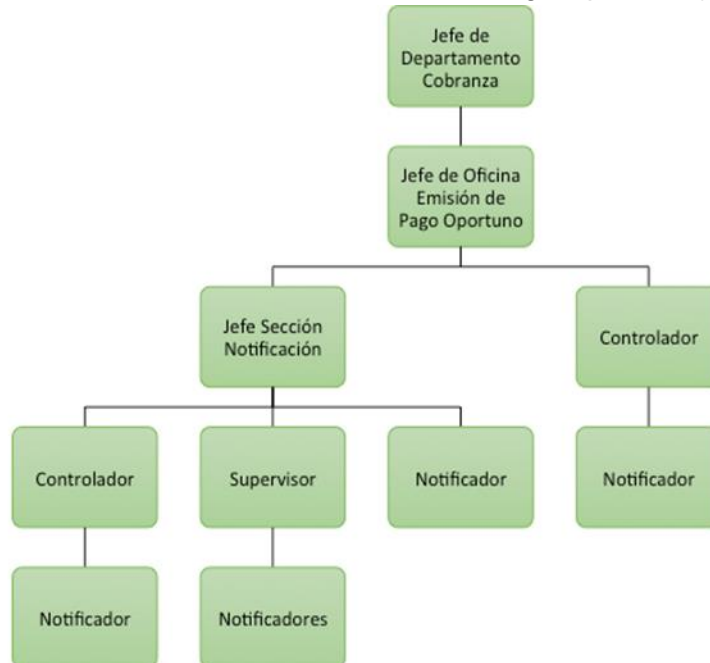 Jefe de
Departamento
Cobranza
Jefe de Oficina
Emisión de
Pago Oportuno
Jefe Sección
Notificación
Controlador
Controlador
Supervisor
Notificador
Notificador
Notificador
Notificadores